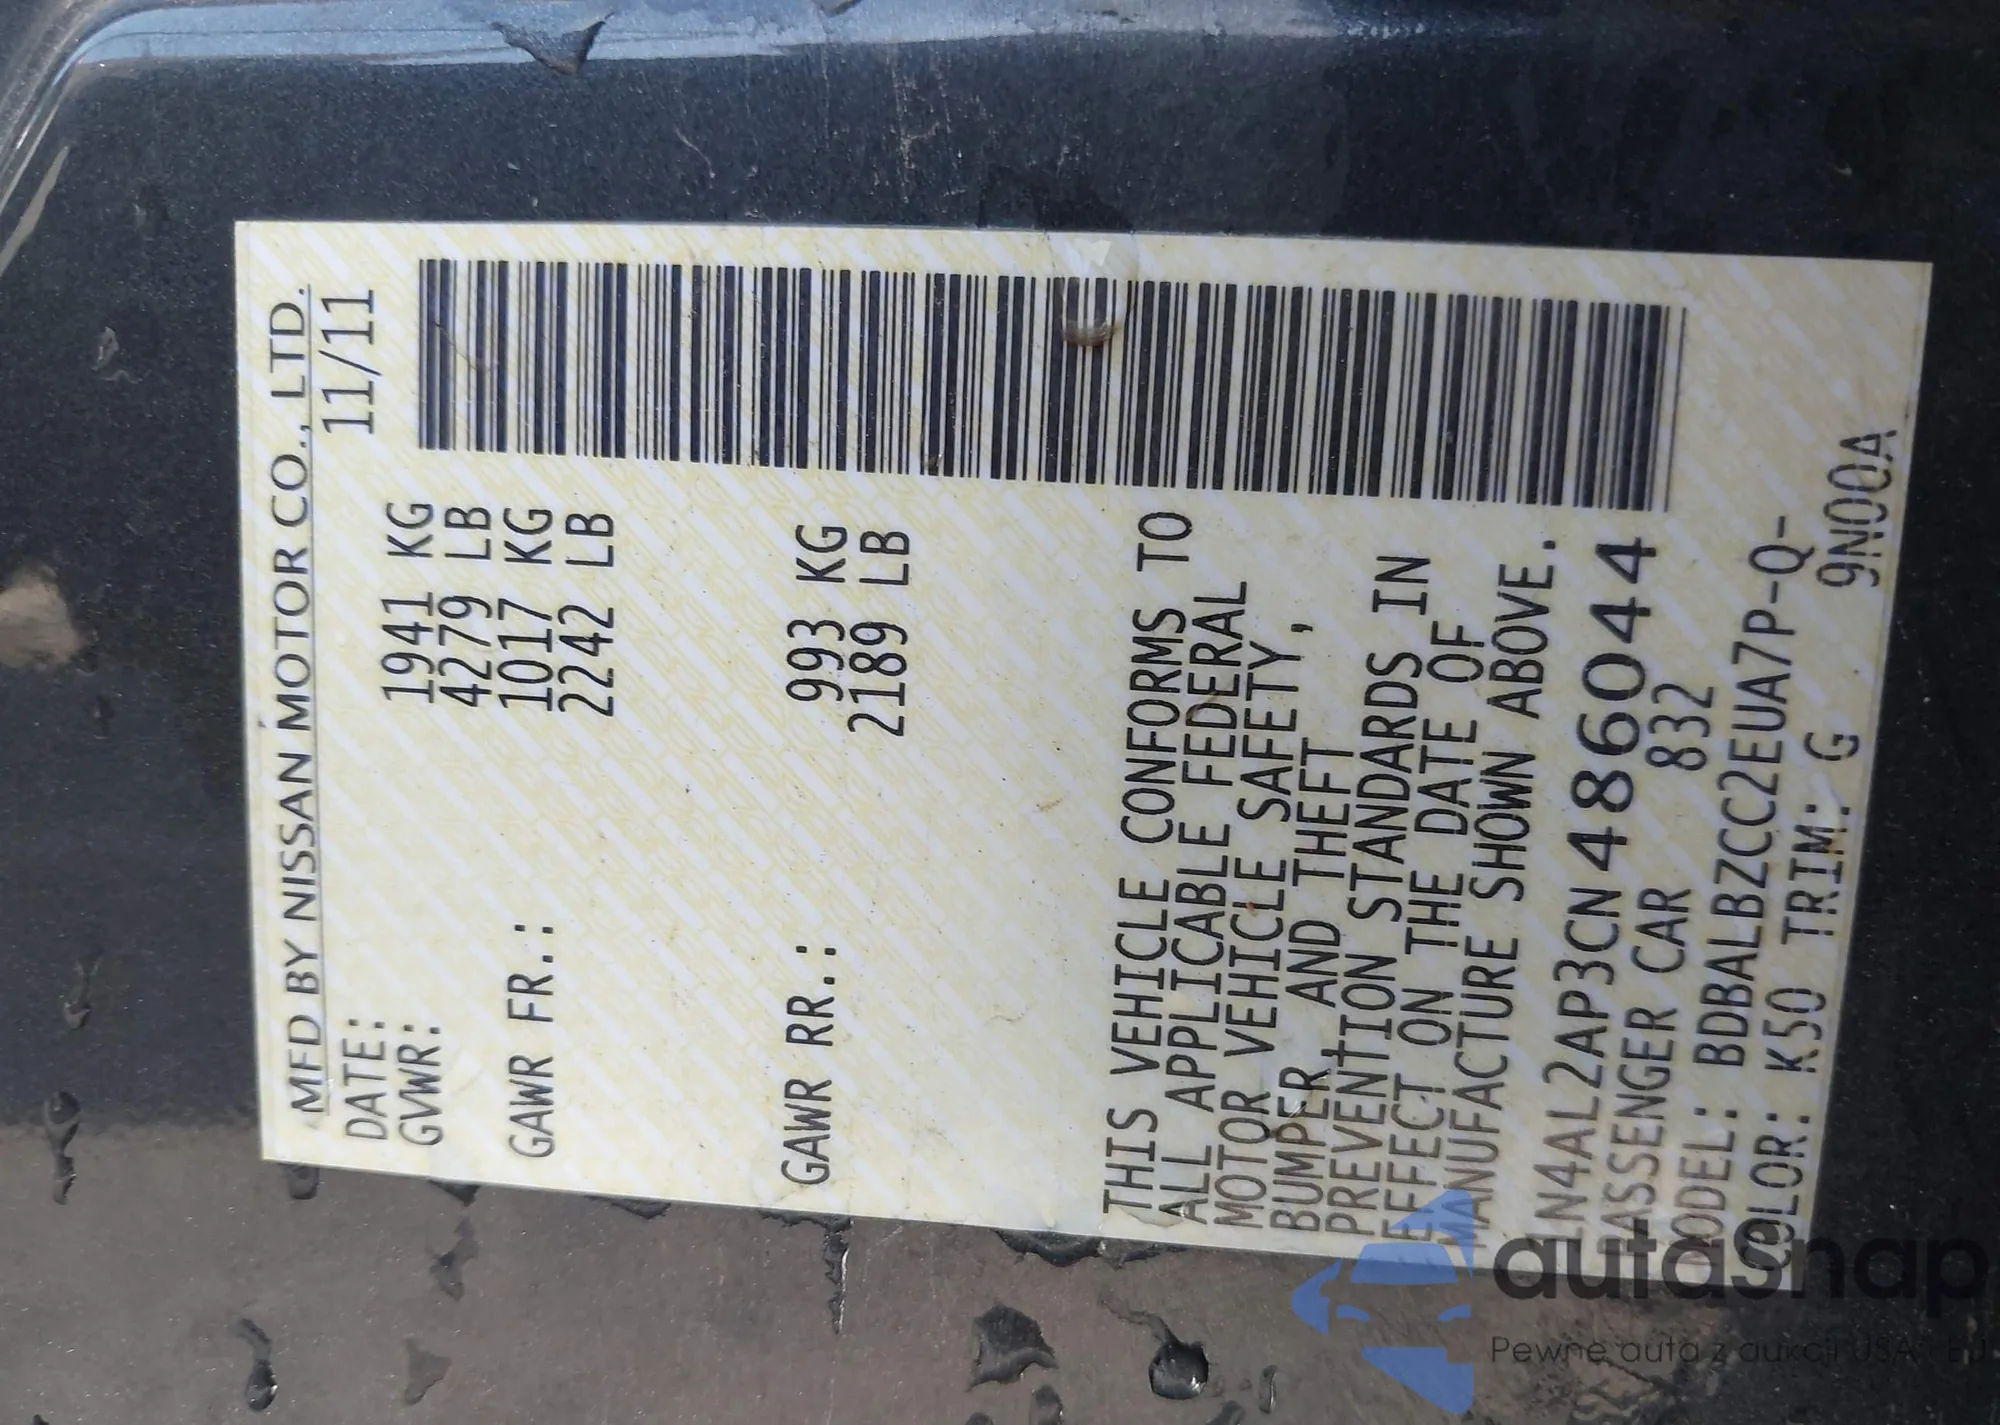 MFD BY NISSAN MOTOR CO., LTD.
DATE: 11/11
GVWR: 1941 KG
4279 LB
GAWR FR.: 1017 KG
2242 LB
GAWR RR.: 993 KG
2189 LB
THIS VEHICLE CONFORMS TO
ALL APPLICABLE FEDERAL
MOTOR VEHICLE SAFETY,
BUMPER, AND THEFT
PREVENTION STANDARDS IN
EFFECT ON THE DATE OF
MANUFACTURE SHOWN ABOVE.
1N4AL2AP3CN486044
PASSENGER CAR 832
MODEL: BDBALBZCC2EUA7P-Q-
COLOR: K50 TRIM: G 9N00A
autasnap
Pewne auta z aukcji USA